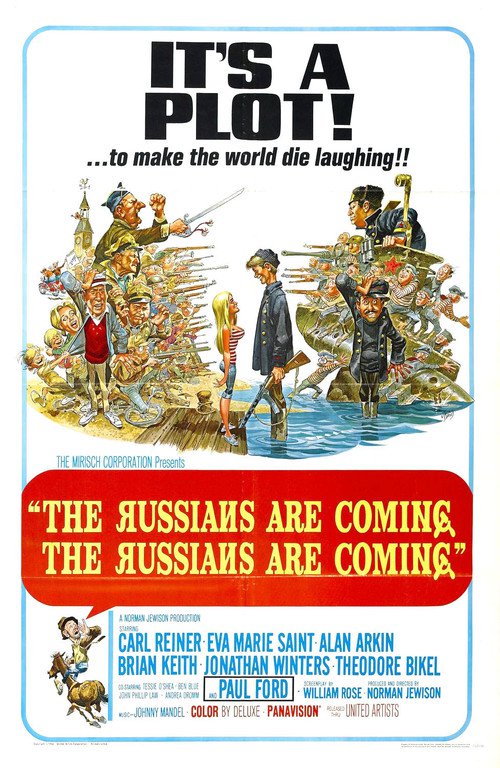 IT'S A
PLOT!
...to make the world die laughing!!
THE MIRISCH CORPORATION Presents
"THE ЯUSSIAИS ARE COMING
THE ЯUSSIAИS ARE COMING"
A NORMAN JEWISON PRODUCTION
STARRING
CARL REINER · EVA MARIE SAINT · ALAN ARKIN
BRIAN KEITH · JONATHAN WINTERS · THEODORE BIKEL
CO-STARRING TESSIE O'SHEA · BEN BLUE
JOHN PHILLIP LAW · ANDREA DROMM AND PAUL FORD
SCREENPLAY BY WILLIAM ROSE
PRODUCED AND DIRECTED BY NORMAN JEWISON
MUSIC—JOHNNY MANDEL COLOR BY DELUXE · PANAVISION® RELEASED THRU UNITED ARTISTS